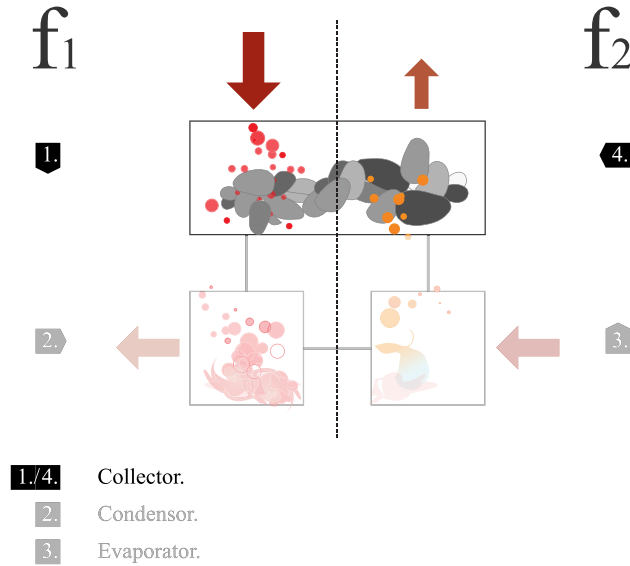 f1
f2
1.
4.
2.
3.
1./4. Collector.
2. Condensor.
3. Evaporator.